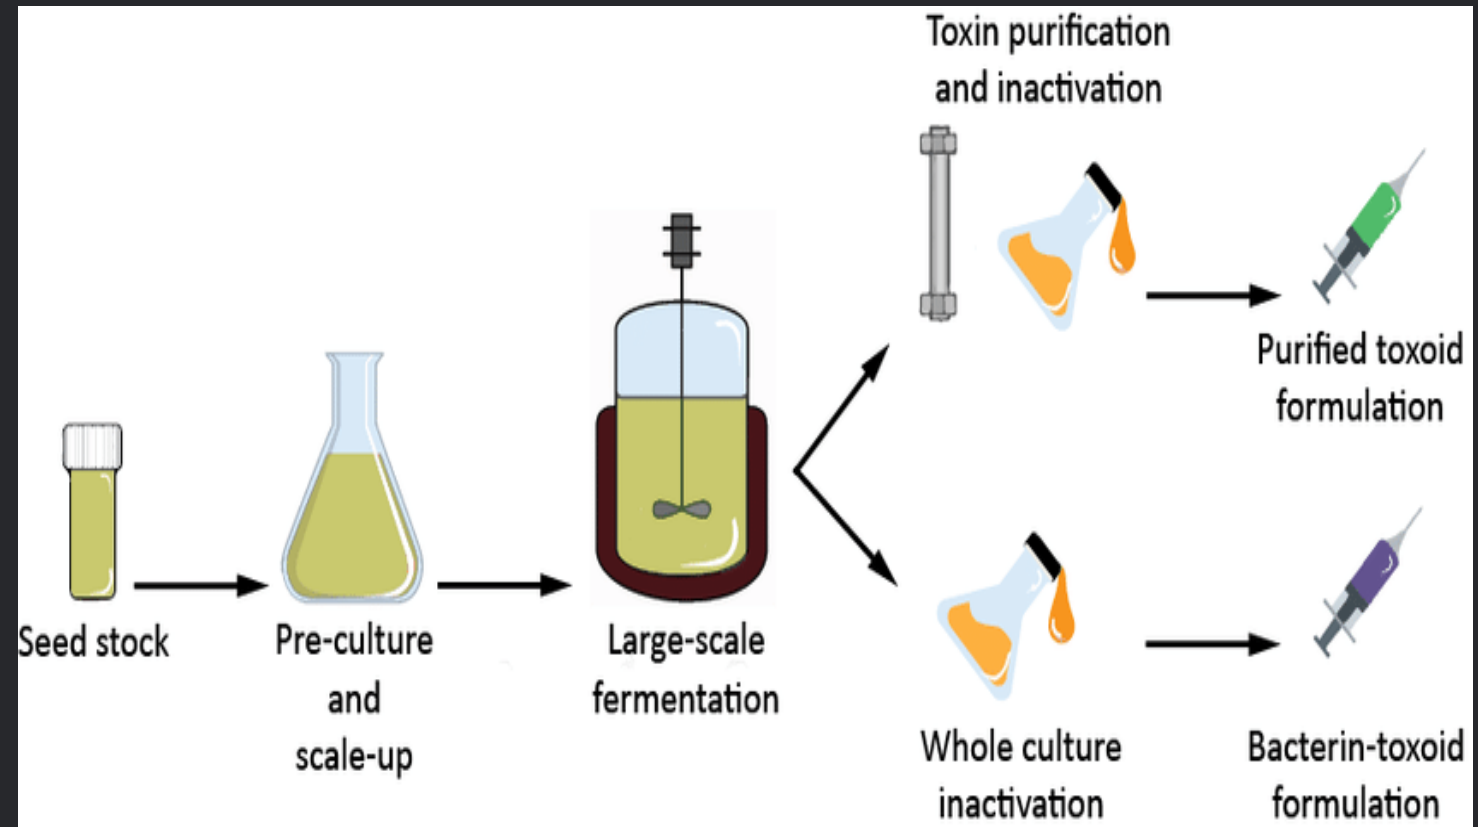 Toxin purification
and inactivation
Purified toxoid
formulation
Seed stock
Pre-culture
and
scale-up
Large-scale
fermentation
Whole culture
inactivation
Bacterin-toxoid
formulation